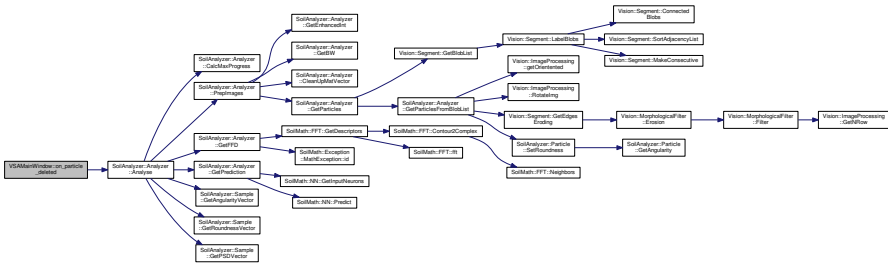 VSAMainWindow::on_particle
_deleted
SoilAnalyzer::Analyzer
::Analyse
SoilAnalyzer::Analyzer
::CalcMaxProgress
SoilAnalyzer::Analyzer
::PrepImages
SoilAnalyzer::Analyzer
::GetFFD
SoilAnalyzer::Analyzer
::GetPrediction
SoilAnalyzer::Sample
::GetAngularityVector
SoilAnalyzer::Sample
::GetRoundnessVector
SoilAnalyzer::Sample
::GetPSDVector
SoilAnalyzer::Analyzer
::GetEnhancedInt
SoilAnalyzer::Analyzer
::GetBW
SoilAnalyzer::Analyzer
::CleanUpMatVector
SoilAnalyzer::Analyzer
::GetParticles
SoilMath::FFT::GetDescriptors
SoilMath::Exception
::MathException::id
SoilMath::NN::GetInputNeurons
SoilMath::NN::Predict
Vision::Segment::GetBlobList
SoilAnalyzer::Analyzer
::GetParticlesFromBlobList
SoilMath::FFT::Contour2Complex
SoilMath::FFT::fft
Vision::Segment::LabelBlobs
Vision::ImageProcessing
::getOriented
Vision::ImageProcessing
::RotateImg
Vision::Segment::GetEdges
Eroding
SoilAnalyzer::Particle
::SetRoundness
SoilMath::FFT::Neighbors
Vision::Segment::Connected
Blobs
Vision::Segment::SortAdjacencyList
Vision::Segment::MakeConsecutive
Vision::MorphologicalFilter
::Erosion
SoilAnalyzer::Particle
::GetAngularity
Vision::MorphologicalFilter
::Filter
Vision::ImageProcessing
::GetNRow